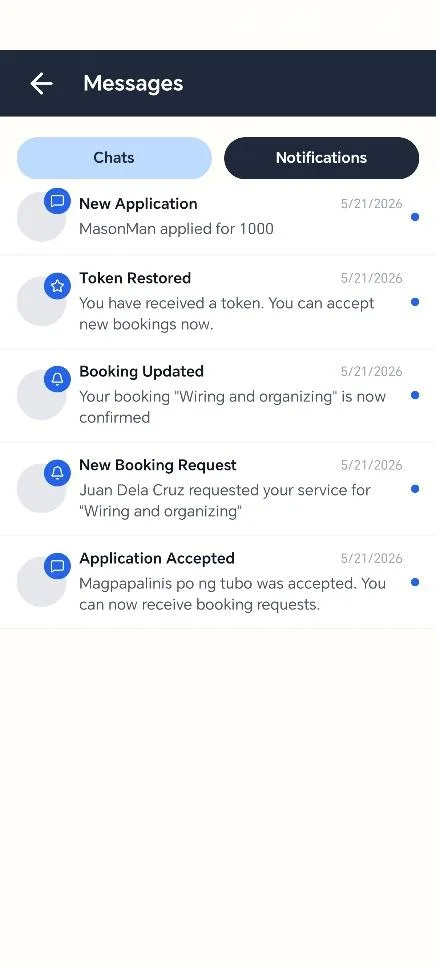 Messages
Chats
Notifications
New Application 5/21/2026
MasonMan applied for 1000
Token Restored 5/21/2026
You have received a token. You can accept
new bookings now.
Booking Updated 5/21/2026
Your booking "Wiring and organizing" is now
confirmed
New Booking Request 5/21/2026
Juan Dela Cruz requested your service for
"Wiring and organizing"
Application Accepted 5/21/2026
Magpapalinis po ng tubo was accepted. You
can now receive booking requests.